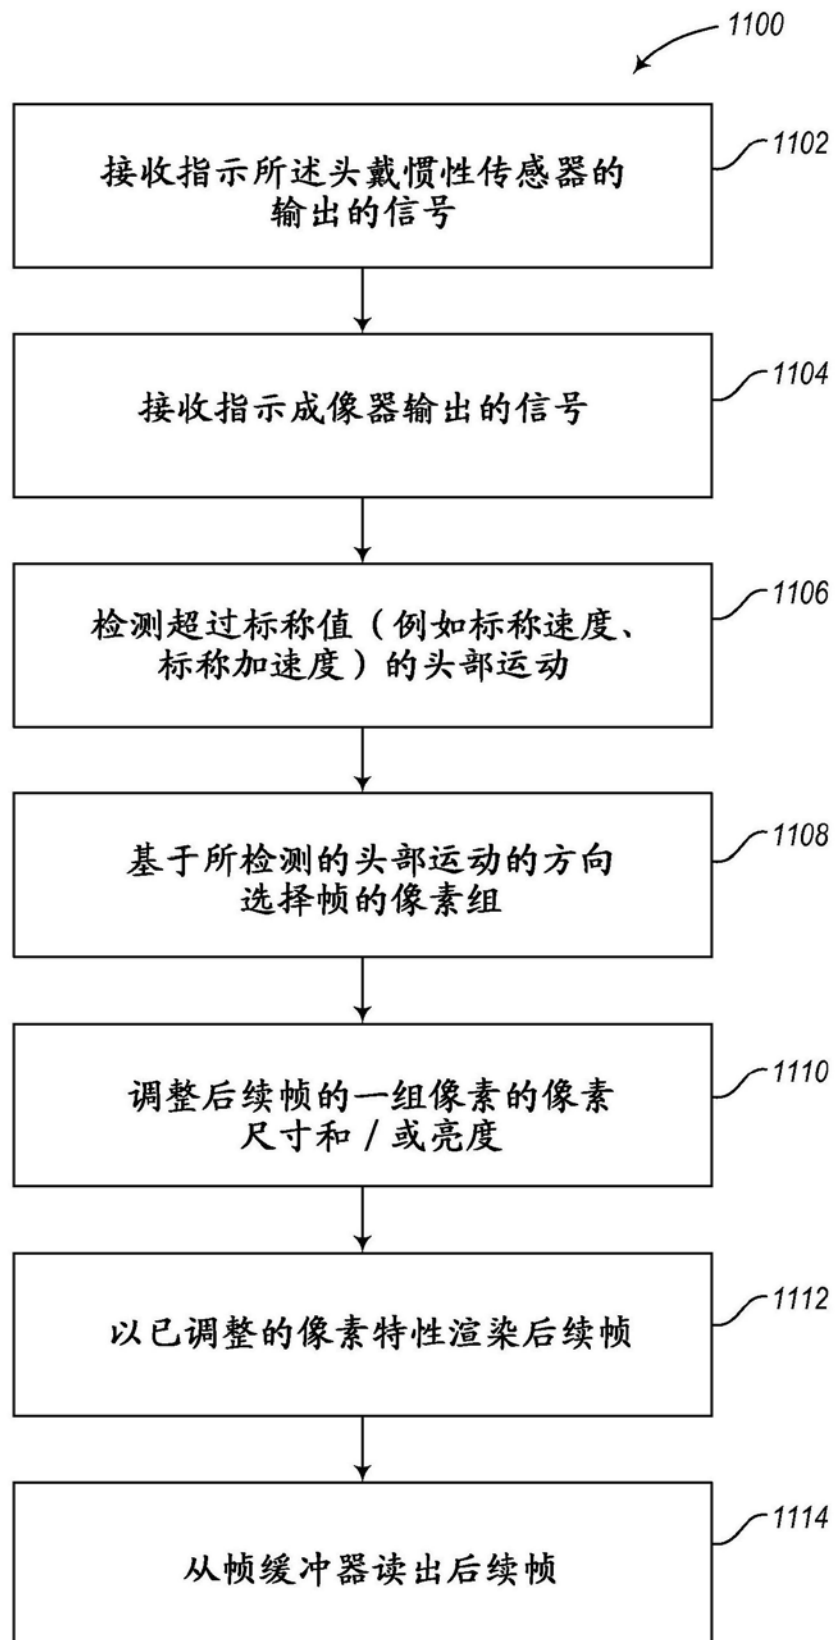 1100
1102
接收指示所述头戴惯性传感器的
输出的信号
1104
接收指示成像器输出的信号
1106
检测超过标称值（例如标称速度、
标称加速度）的头部运动
1108
基于所检测的头部运动的方向
选择帧的像素组
1110
调整后续帧的一组像素的像素
尺寸和/或亮度
1112
以已调整的像素特性渲染后续帧
1114
从帧缓冲器读出后续帧